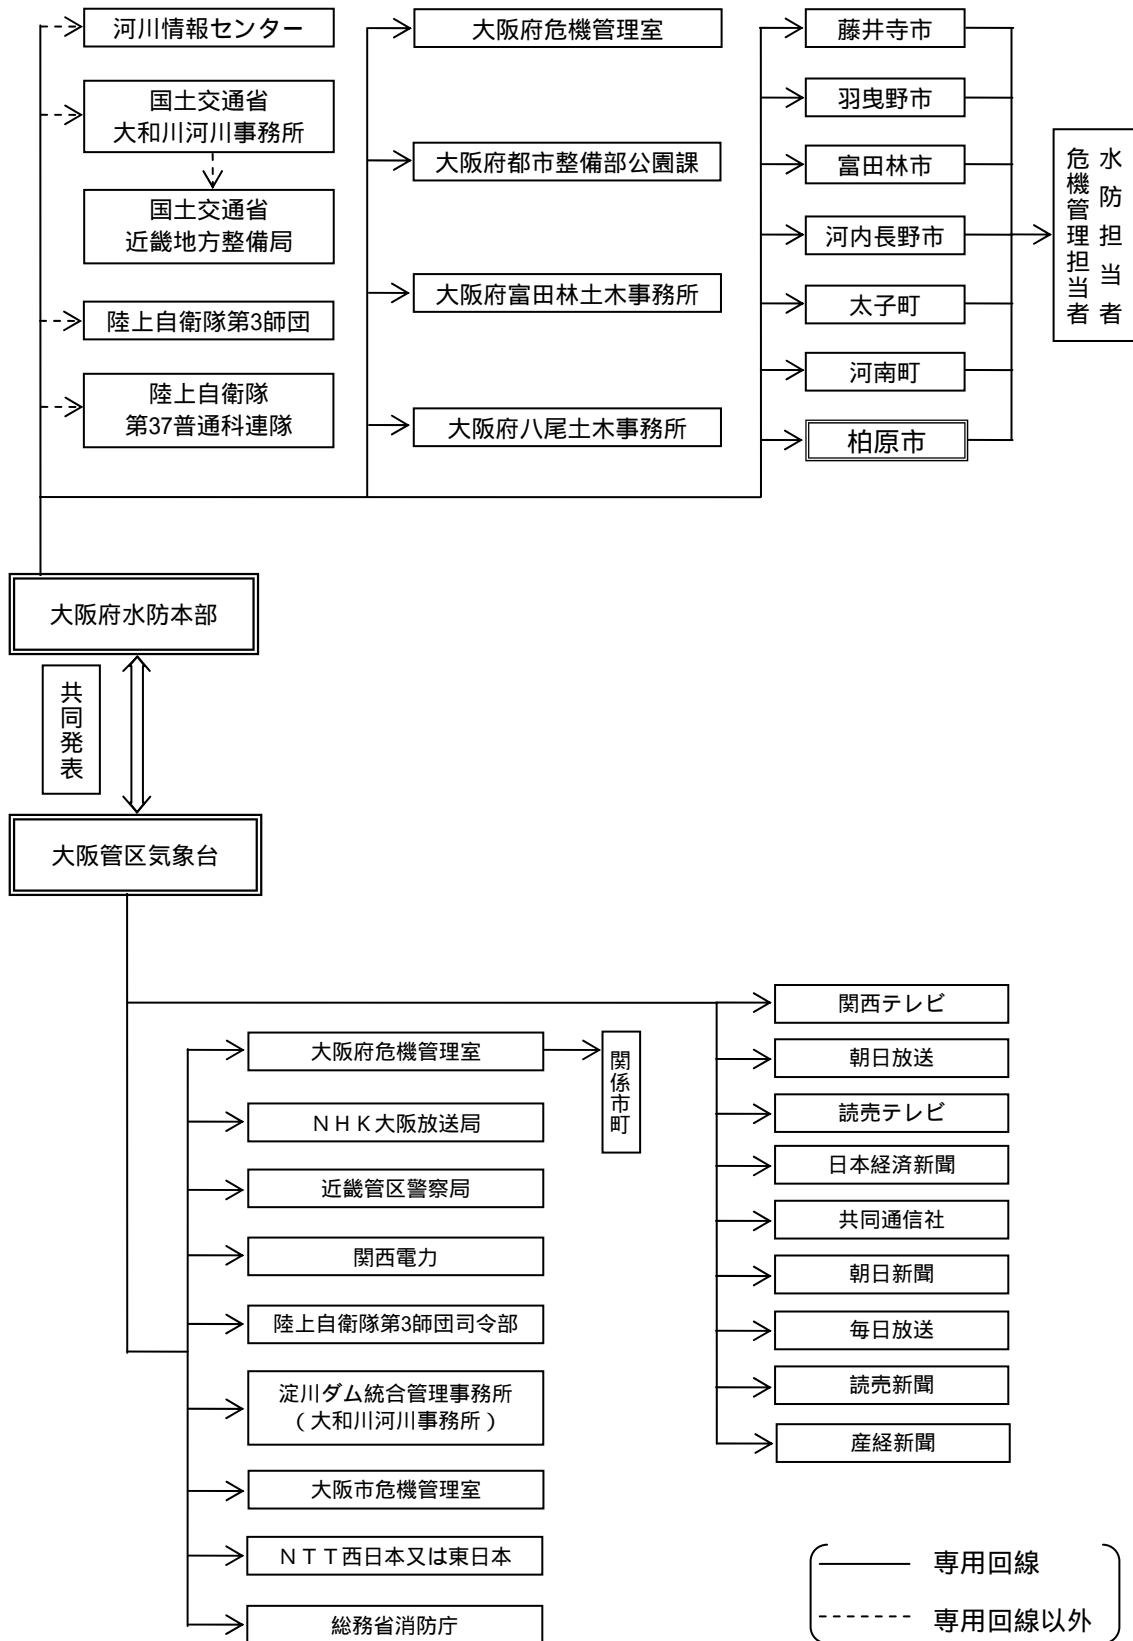 河川情報センター
国土交通省
大和川河川事務所
国土交通省
近畿地方整備局
陸上自衛隊第3師団
陸上自衛隊
第37普通科連隊
大阪府危機管理室
大阪府都市整備部公園課
大阪府富田林土木事務所
大阪府八尾土木事務所
藤井寺市
羽曳野市
富田林市
河内長野市
太子町
河南町
柏原市
水防担当者
危機管理担当者
大阪府水防本部
共同発表
大阪管区気象台
大阪府危機管理室
関係市町
ＮＨＫ大阪放送局
近畿管区警察局
関西電力
陸上自衛隊第3師団司令部
淀川ダム統合管理事務所
（大和川河川事務所）
大阪市危機管理室
ＮＴＴ西日本又は東日本
総務省消防庁
関西テレビ
朝日放送
読売テレビ
日本経済新聞
共同通信社
朝日新聞
毎日放送
読売新聞
産経新聞
専用回線
専用回線以外